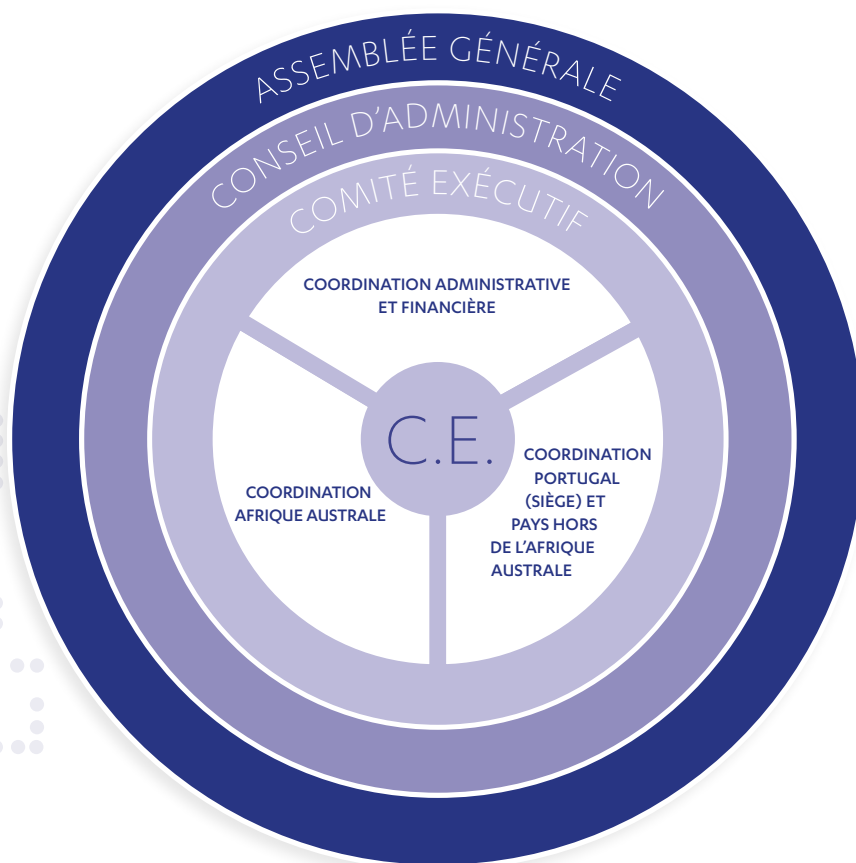 ASSEMBLÉE GÉNÉRALE
CONSEIL D'ADMINISTRATION
COMITÉ EXÉCUTIF
COORDINATION ADMINISTRATIVE
ET FINANCIÈRE
C.E.
COORDINATION
AFRIQUE AUSTRALE
COORDINATION
PORTUGAL
(SIÈGE) ET
PAYS HORS
DE L'AFRIQUE
AUSTRALE